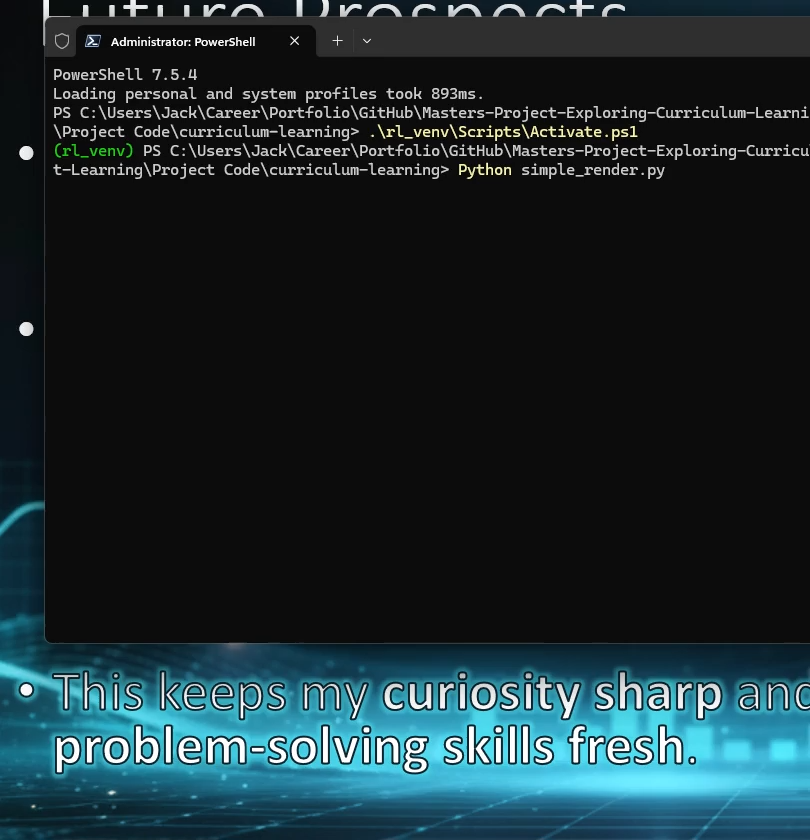 Future Prospects
Administrator: PowerShell
PowerShell 7.5.4
Loading personal and system profiles took 893ms.
PS C:\Users\Jack\Career\Portfolio\GitHub\Masters-Project-Exploring-Curriculum-Learni
\Project Code\curriculum-learning> .\rl_venv\Scripts\Activate.ps1
(rl_venv) PS C:\Users\Jack\Career\Portfolio\GitHub\Masters-Project-Exploring-Curricu
t-Learning\Project Code\curriculum-learning> Python simple_render.py
• This keeps my curiosity sharp and
problem-solving skills fresh.